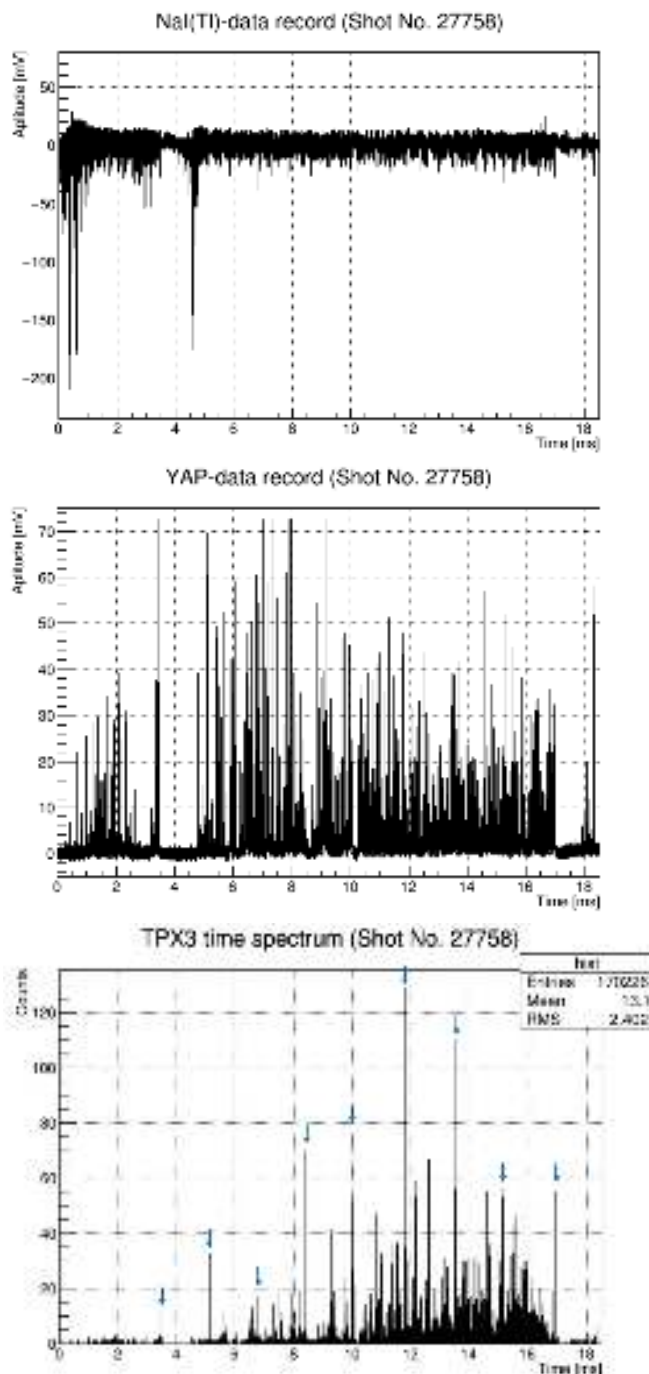 NaI(Tl)-data record (Shot No. 27758)
Aplitude [mV]
50
0
−50
−100
−150
−200
0 2 4 6 8 10 12 14 16 18
Time [ms]
YAP-data record (Shot No. 27758)
Aplitude [mV]
70
60
50
40
30
20
10
0
0 2 4 6 8 10 12 14 16 18
Time [ms]
TPX3 time spectrum (Shot No. 27758)
hist
Entries 170226
Mean 13.1
RMS 2.402
Counts
120
100
80
60
40
20
0
0 2 4 6 8 10 12 14 16 18
Time [ms]